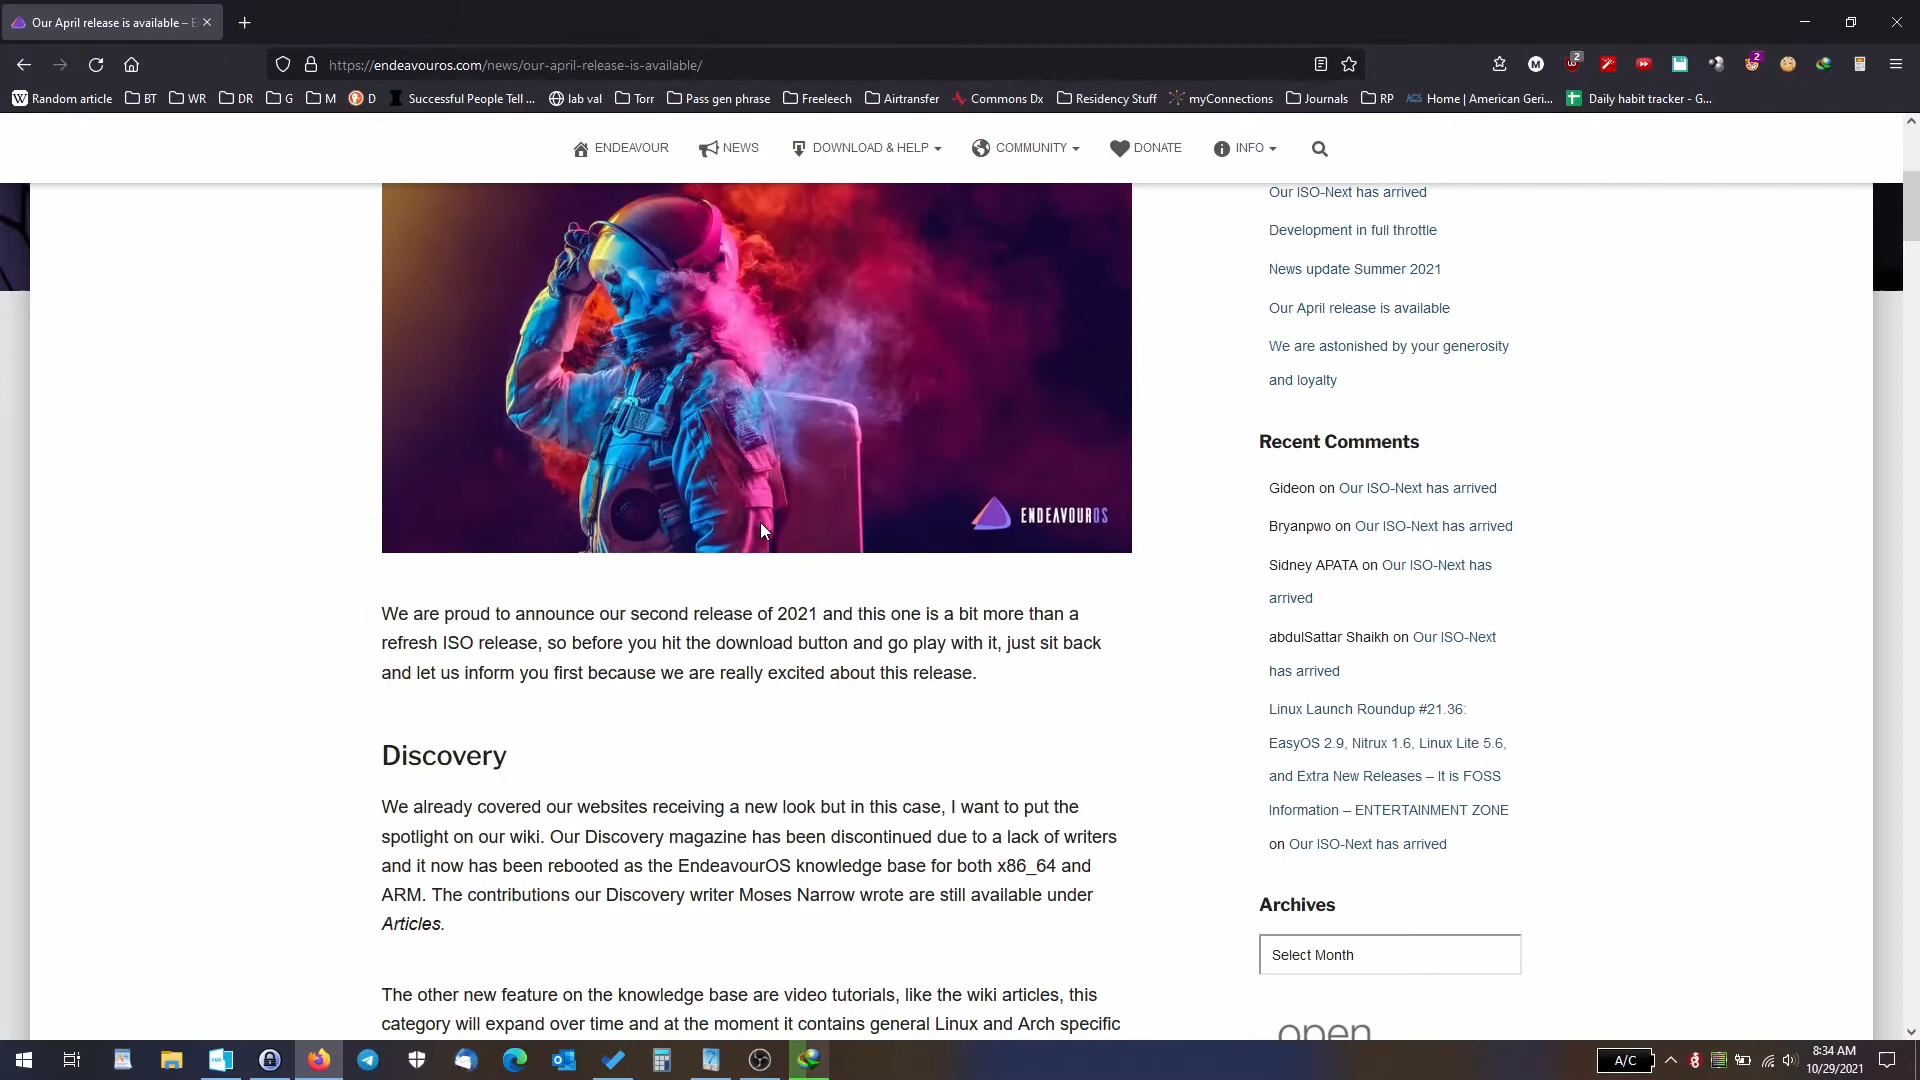 Our April release is available – E
https://endeavouros.com/news/our-april-release-is-available/
2
2
Random article BT WR DR G M D Successful People Tell ... lab val Torr Pass gen phrase Freeleech Airtransfer Commons Dx Residency Stuff myConnections Journals RP ACS Home | American Geri... Daily habit tracker - G...
ENDEAVOUR NEWS DOWNLOAD & HELP COMMUNITY DONATE INFO
ENDEAVOUROS
We are proud to announce our second release of 2021 and this one is a bit more than a
refresh ISO release, so before you hit the download button and go play with it, just sit back
and let us inform you first because we are really excited about this release.
Discovery
We already covered our websites receiving a new look but in this case, I want to put the
spotlight on our wiki. Our Discovery magazine has been discontinued due to a lack of writers
and it now has been rebooted as the EndeavourOS knowledge base for both x86_64 and
ARM. The contributions our Discovery writer Moses Narrow wrote are still available under
Articles.
The other new feature on the knowledge base are video tutorials, like the wiki articles, this
category will expand over time and at the moment it contains general Linux and Arch specific
Our ISO-Next has arrived
Development in full throttle
News update Summer 2021
Our April release is available
We are astonished by your generosity
and loyalty
Recent Comments
Gideon on Our ISO-Next has arrived
Bryanpwo on Our ISO-Next has arrived
Sidney APATA on Our ISO-Next has
arrived
abdulSattar Shaikh on Our ISO-Next
has arrived
Linux Launch Roundup #21.36:
EasyOS 2.9, Nitrux 1.6, Linux Lite 5.6,
and Extra New Releases – It is FOSS
Information – ENTERTAINMENT ZONE
on Our ISO-Next has arrived
Archives
Select Month
open
A/C
8:34 AM
10/29/2021